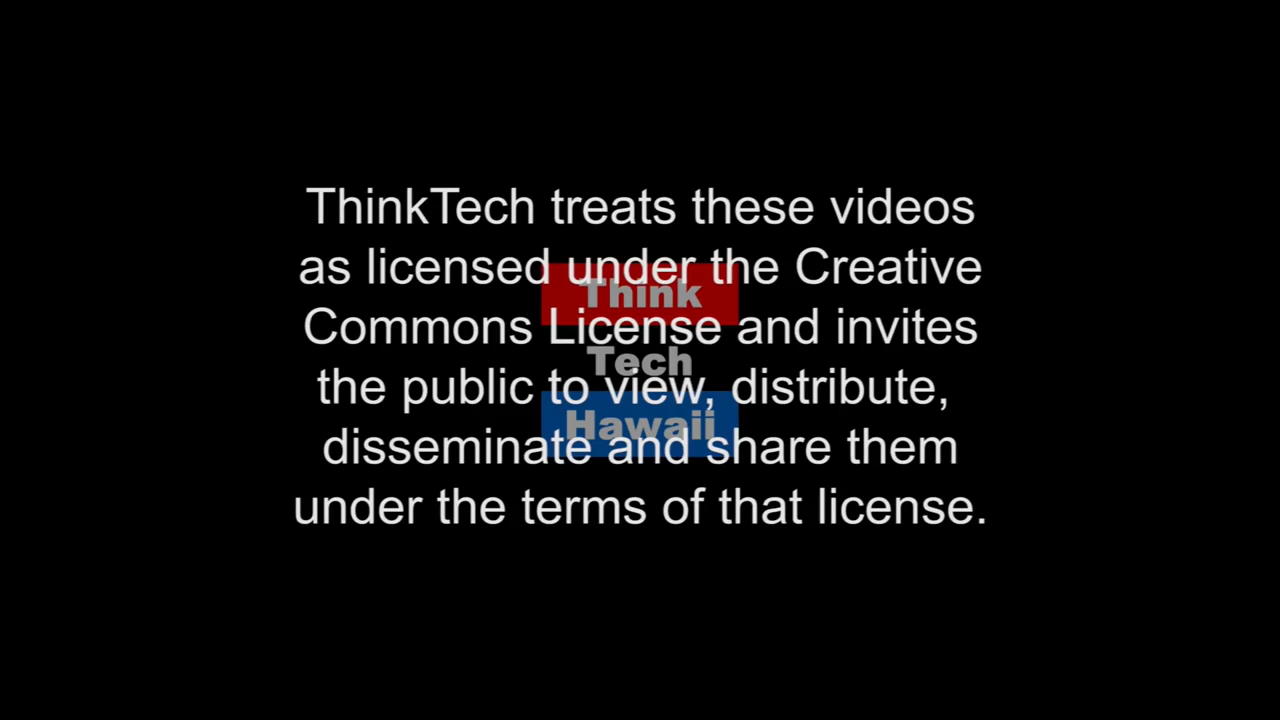 ThinkTech treats these videos
as licensed under the Creative
Think
Commons License and invites
Tech
the public to view, distribute,
Hawaii
disseminate and share them
under the terms of that license.